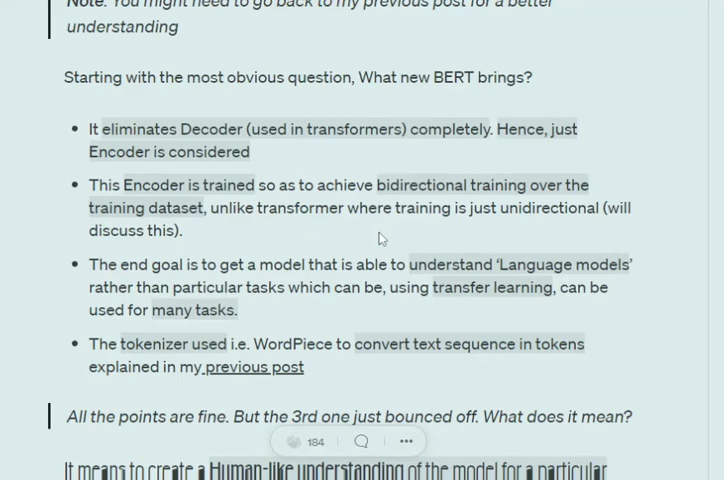 Note: You might need to go back to my previous post for a better
understanding
Starting with the most obvious question, What new BERT brings?
• It eliminates Decoder (used in transformers) completely. Hence, just
Encoder is considered
• This Encoder is trained so as to achieve bidirectional training over the
training dataset, unlike transformer where training is just unidirectional (will
discuss this).
• The end goal is to get a model that is able to understand ‘Language models’
rather than particular tasks which can be, using transfer learning, can be
used for many tasks.
• The tokenizer used i.e. WordPiece to convert text sequence in tokens
explained in my previous post
All the points are fine. But the 3rd one just bounced off. What does it mean?
184
It means to create a Human-like understanding of the model for a particular